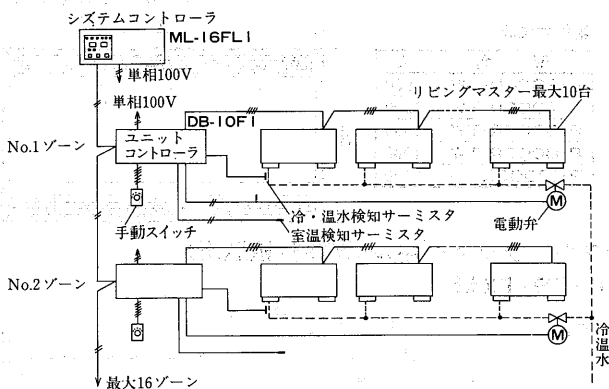 システムコントローラ
ML-16FL1
単相100V
単相100V
リビングマスター最大10台
DB-10F1
No.1ゾーン
ユニット
コントローラ
M
手動スイッチ
冷・温水検知サーミスタ
室温検知サーミスタ
電動弁
No.2ゾーン
M
冷温水
最大16ゾーン